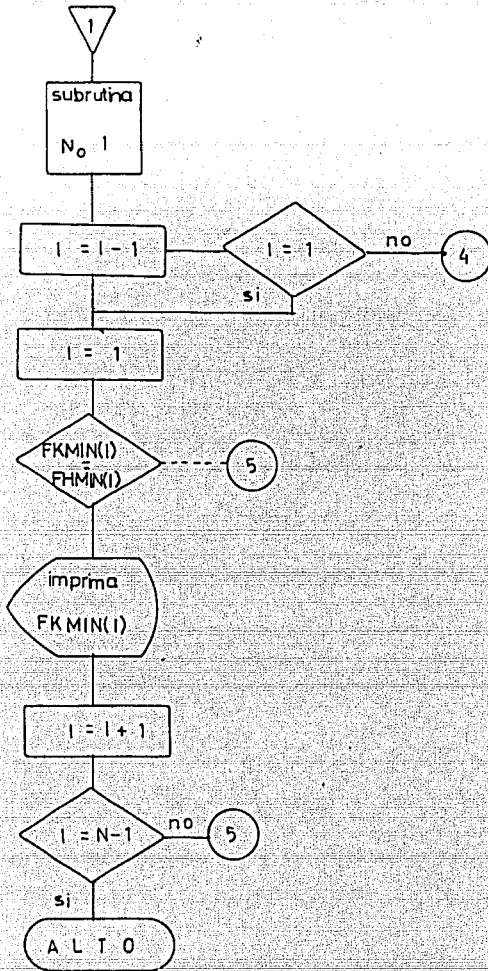 1
subrutina
No 1
I = I - 1
I = 1
no
4
si
I = 1
FKMIN(I)
=
FHMIN(I)
5
imprima
FKMIN(I)
I = I + 1
I = N-1
no
5
si
ALTO